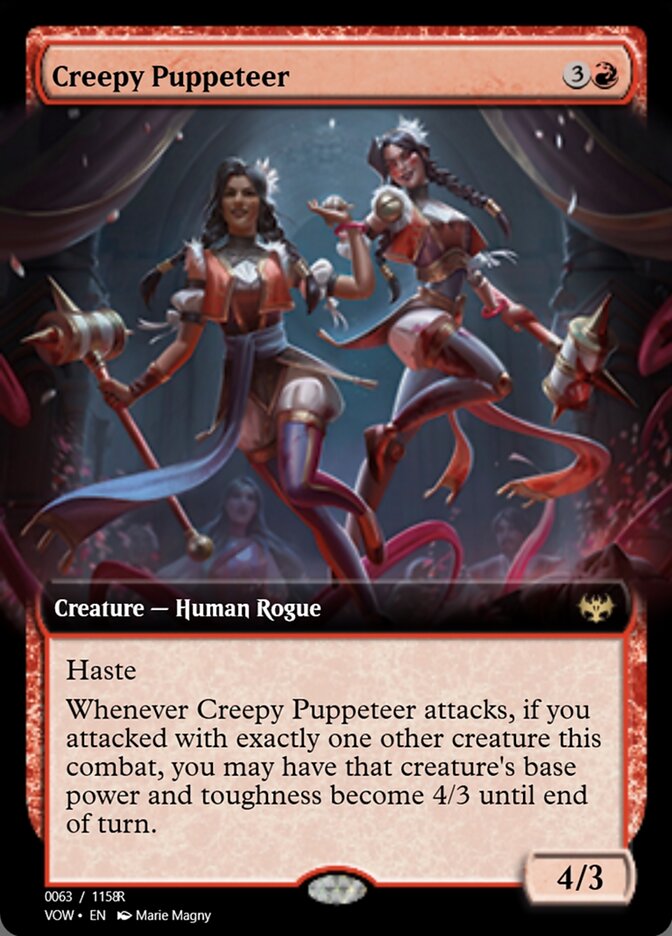 Creepy Puppeteer 3
Creature — Human Rogue
Haste
Whenever Creepy Puppeteer attacks, if you
attacked with exactly one other creature this
combat, you may have that creature's base
power and toughness become 4/3 until end
of turn.
4/3
0063 / 1158R
VOW • EN Marie Magny